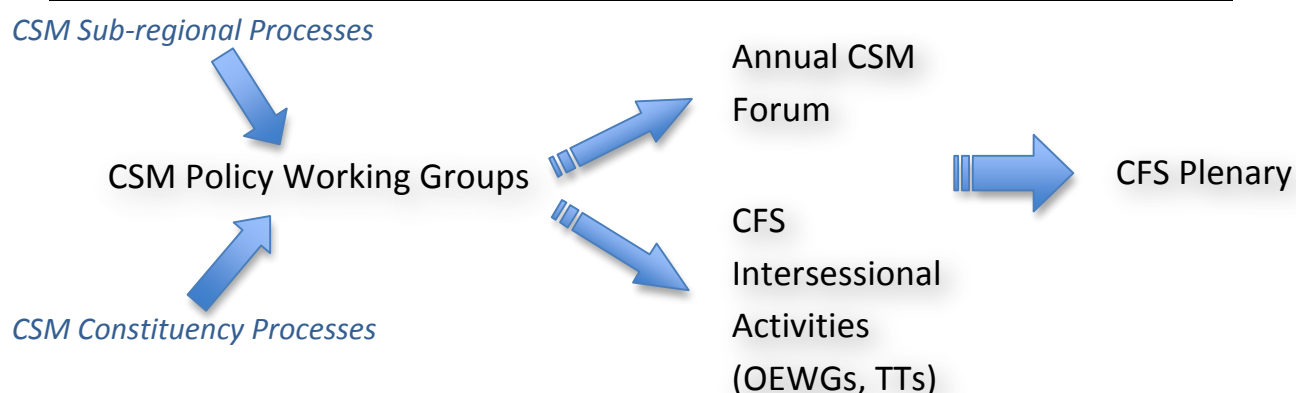 CSM Sub-regional Processes
Annual CSM
Forum
CSM Policy Working Groups
CFS Plenary
CFS
Intersessional
Activities
(OEWGs, TTs)
CSM Constituency Processes